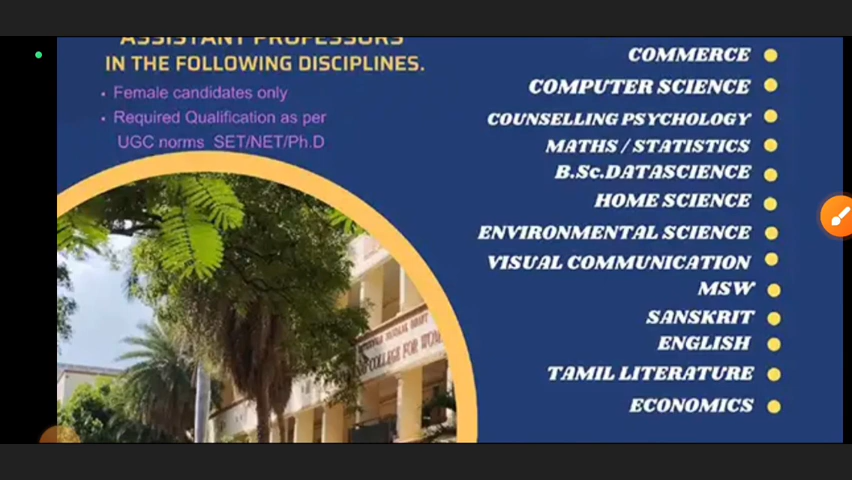 ASSISTANT PROFESSORS
IN THE FOLLOWING DISCIPLINES.
• Female candidates only
• Required Qualification as per
UGC norms SET/NET/Ph.D
COMMERCE
COMPUTER SCIENCE
COUNSELLING PSYCHOLOGY
MATHS / STATISTICS
B.Sc.DATASCIENCE
HOME SCIENCE
ENVIRONMENTAL SCIENCE
VISUAL COMMUNICATION
MSW
SANSKRIT
ENGLISH
TAMIL LITERATURE
ECONOMICS
COLLEGE FOR